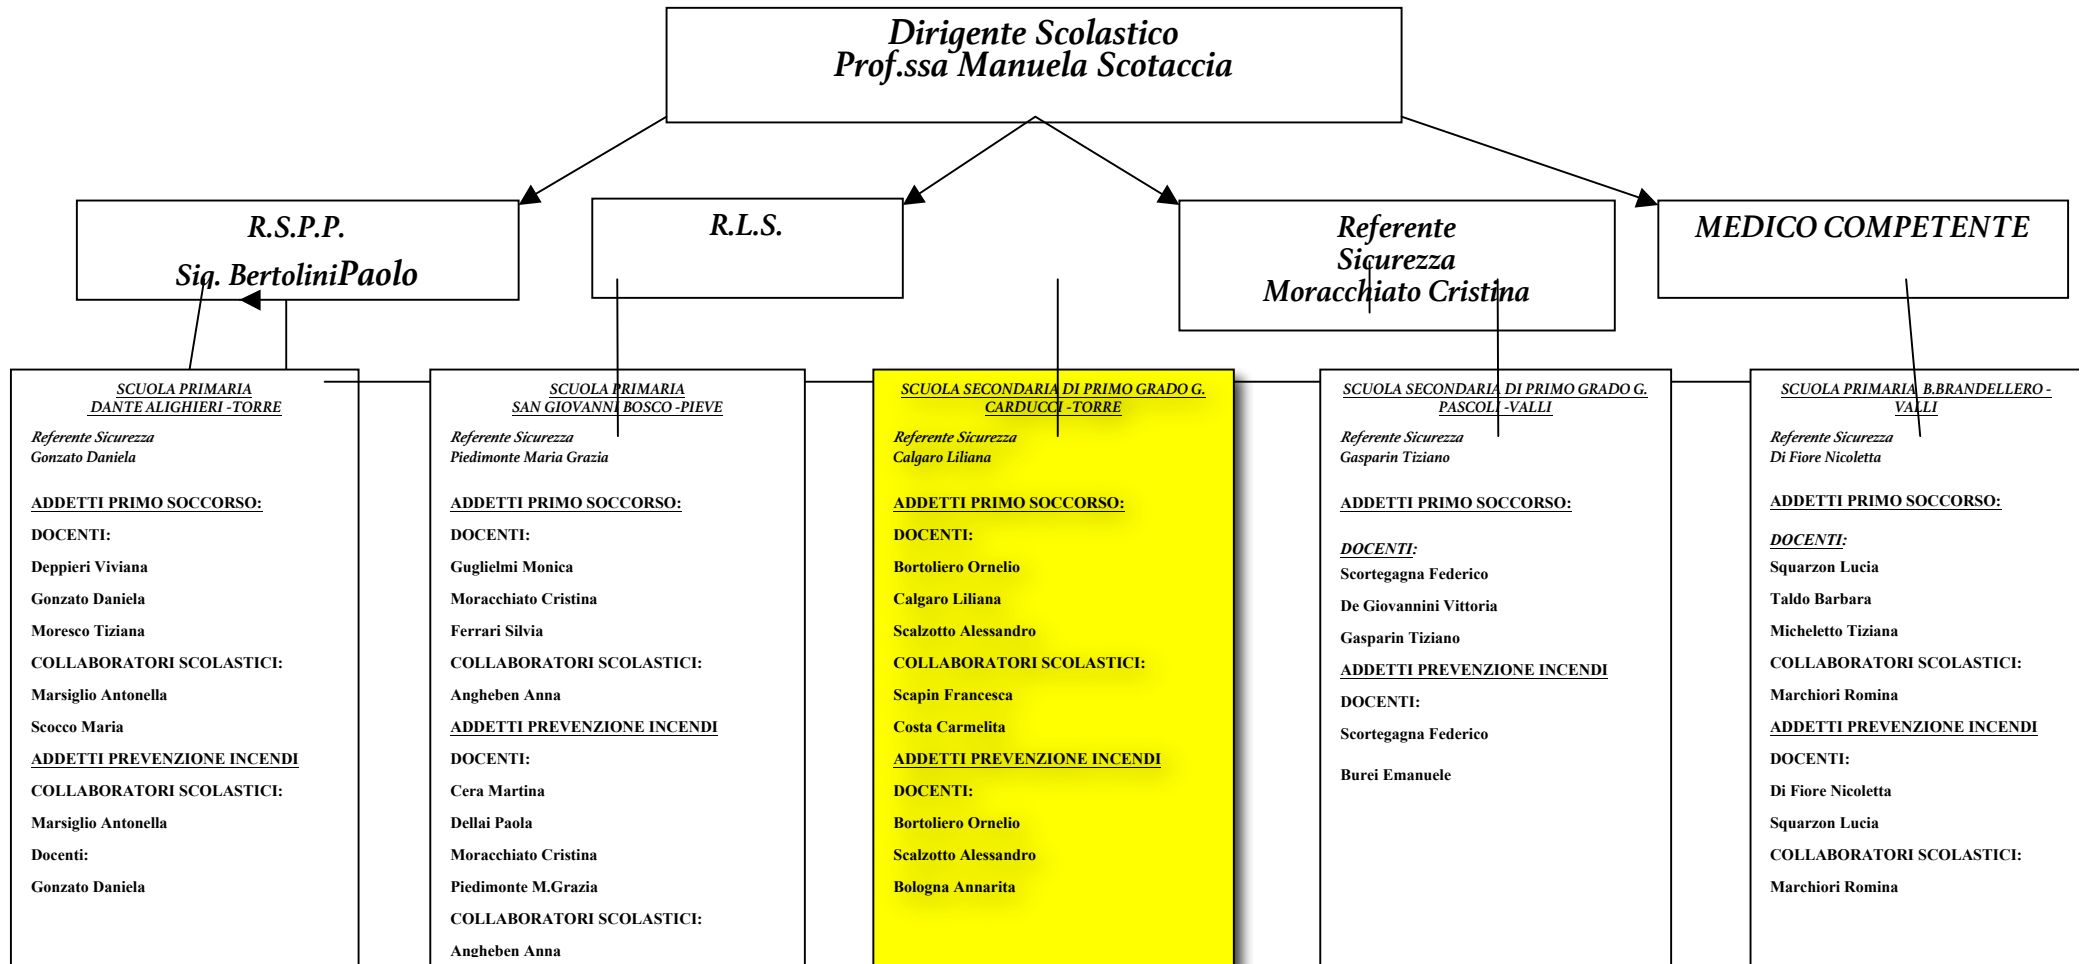 Dirigente Scolastico
Prof.ssa Manuela Scotaccia
R.S.P.P.
Sig. BertoliniPaolo
R.L.S.
Referente
Sicurezza
Moracchiato Cristina
MEDICO COMPETENTE
SCUOLA PRIMARIA
DANTE ALIGHIERI -TORRE
Referente Sicurezza
Gonzato Daniela
ADDETTI PRIMO SOCCORSO:
DOCENTI:
Deppieri Viviana
Gonzato Daniela
Moresco Tiziana
COLLABORATORI SCOLASTICI:
Marsiglio Antonella
Scocco Maria
ADDETTI PREVENZIONE INCENDI
COLLABORATORI SCOLASTICI:
Marsiglio Antonella
Docenti:
Gonzato Daniela
SCUOLA PRIMARIA
SAN GIOVANNI BOSCO -PIEVE
Referente Sicurezza
Piedimonte Maria Grazia
ADDETTI PRIMO SOCCORSO:
DOCENTI:
Guglielmi Monica
Moracchiato Cristina
Ferrari Silvia
COLLABORATORI SCOLASTICI:
Angheben Anna
ADDETTI PREVENZIONE INCENDI
DOCENTI:
Cera Martina
Dellai Paola
Moracchiato Cristina
Piedimonte M.Grazia
COLLABORATORI SCOLASTICI:
Angheben Anna
SCUOLA SECONDARIA DI PRIMO GRADO G.
CARDUCCI -TORRE
Referente Sicurezza
Calgaro Liliana
ADDETTI PRIMO SOCCORSO:
DOCENTI:
Bortoliero Ornelio
Calgaro Liliana
Scalzotto Alessandro
COLLABORATORI SCOLASTICI:
Scapin Francesca
Costa Carmelita
ADDETTI PREVENZIONE INCENDI
DOCENTI:
Bortoliero Ornelio
Scalzotto Alessandro
Bologna Annarita
SCUOLA SECONDARIA DI PRIMO GRADO G.
PASCOLI -VALLI
Referente Sicurezza
Gasparin Tiziano
ADDETTI PRIMO SOCCORSO:
DOCENTI:
Scortegagna Federico
De Giovannini Vittoria
Gasparin Tiziano
ADDETTI PREVENZIONE INCENDI
DOCENTI:
Scortegagna Federico
Burei Emanuele
SCUOLA PRIMARIA B.BRANDELLERO -
VALLI
Referente Sicurezza
Di Fiore Nicoletta
ADDETTI PRIMO SOCCORSO:
DOCENTI:
Squarzon Lucia
Taldo Barbara
Micheletto Tiziana
COLLABORATORI SCOLASTICI:
Marchiori Romina
ADDETTI PREVENZIONE INCENDI
DOCENTI:
Di Fiore Nicoletta
Squarzon Lucia
COLLABORATORI SCOLASTICI:
Marchiori Romina